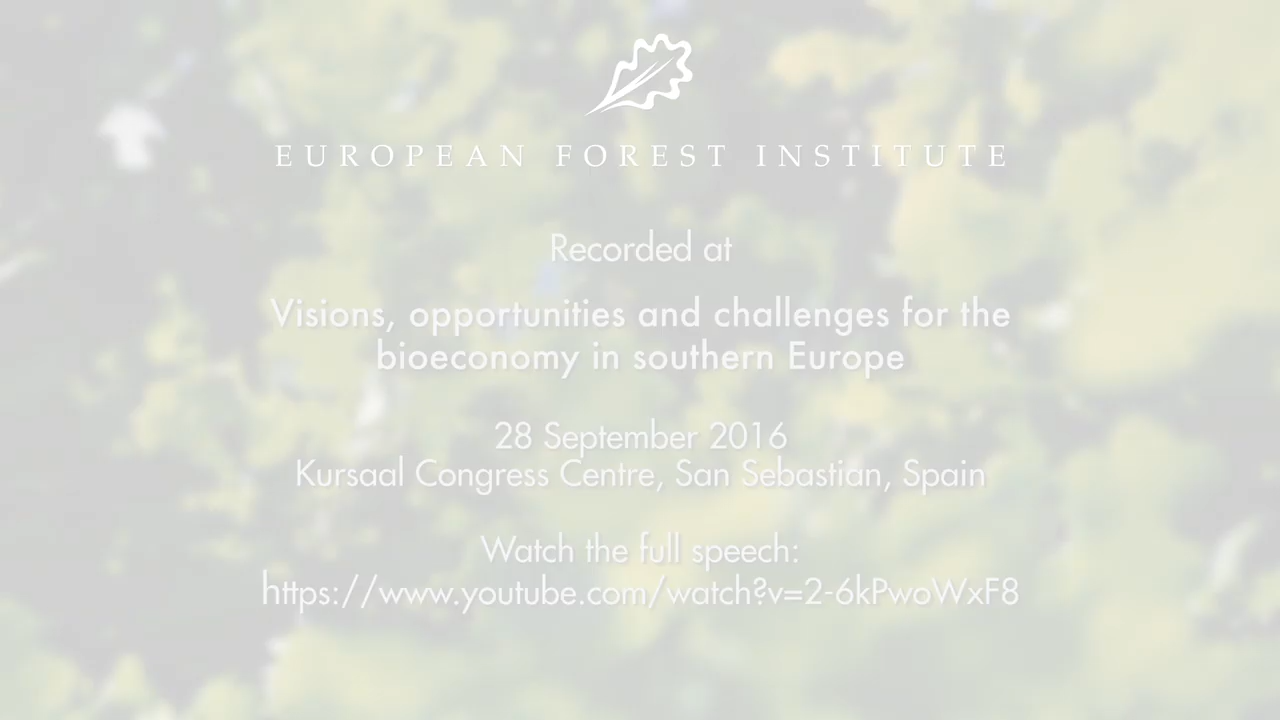 EUROPEAN FOREST INSTITUTE
Recorded at
Visions, opportunities and challenges for the
bioeconomy in southern Europe
28 September 2016
Kursaal Congress Centre, San Sebastian, Spain
Watch the full speech:
https://www.youtube.com/watch?v=2-6kPwoWxF8